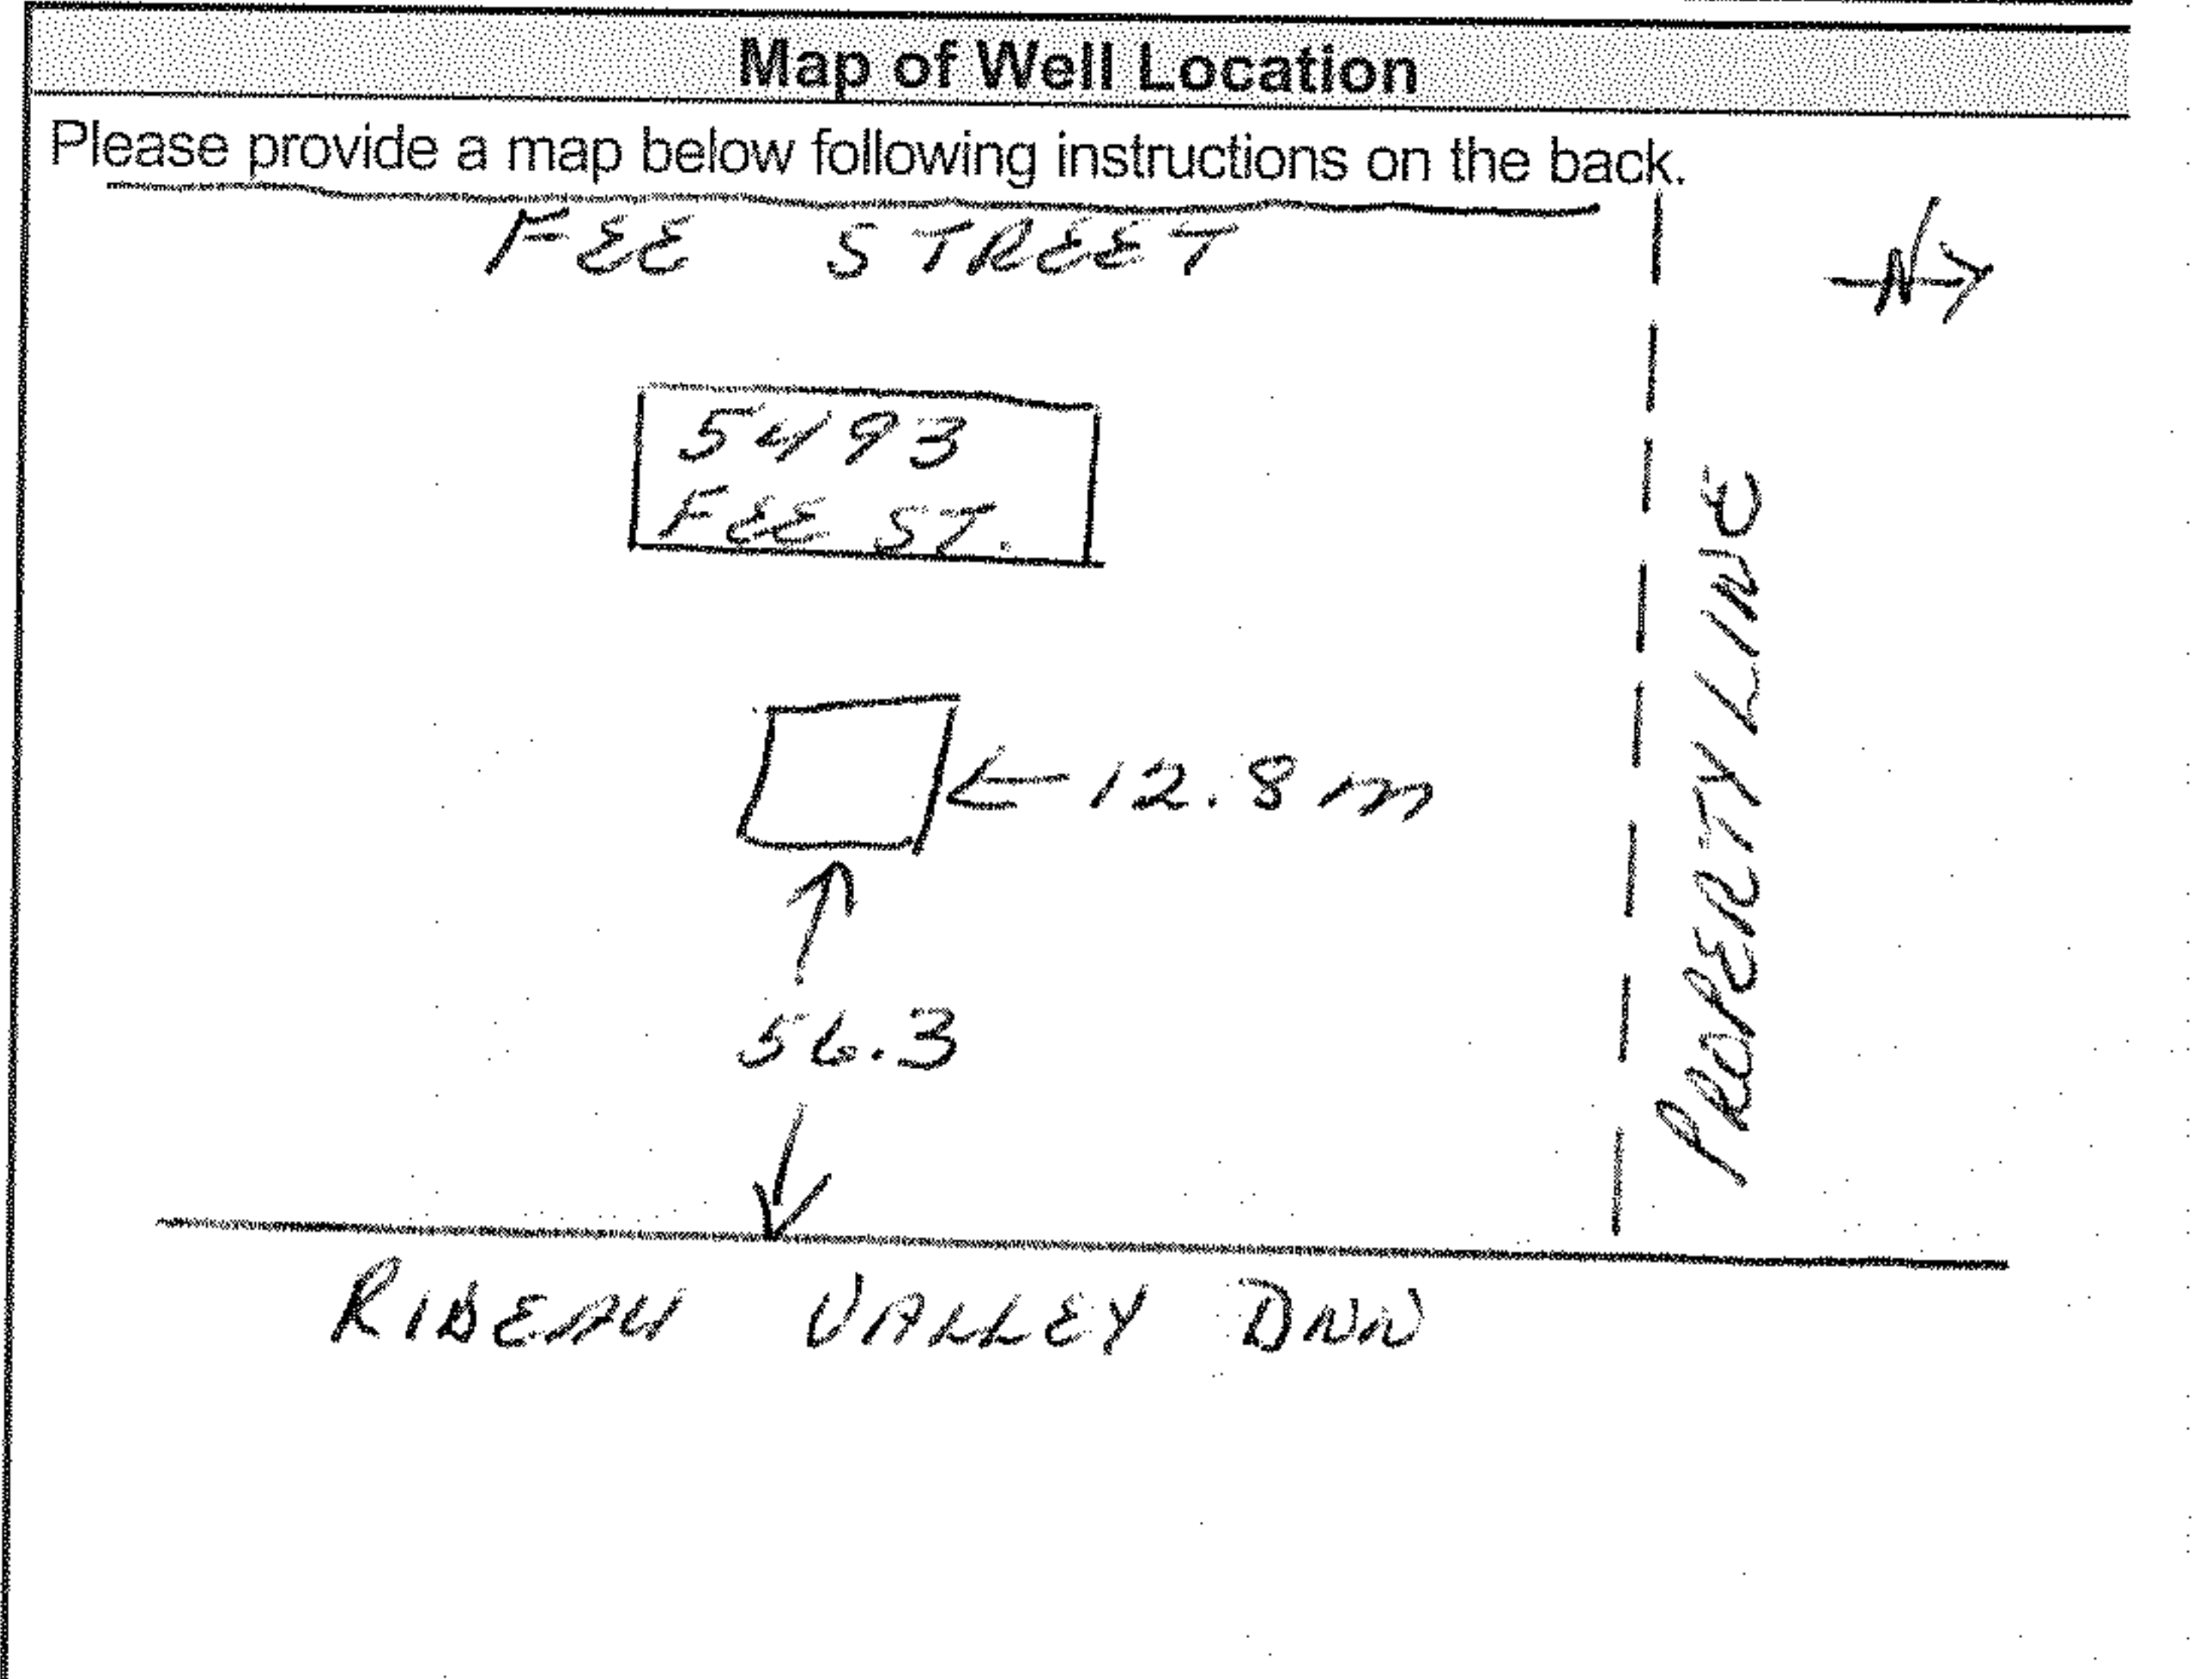 Map of Well Location
Please provide a map below following instructions on the back.
FEE STREET
N
5493
FEE ST.
PROPERTY LINE
12.8 m
56.3
RIDEAU VALLEY